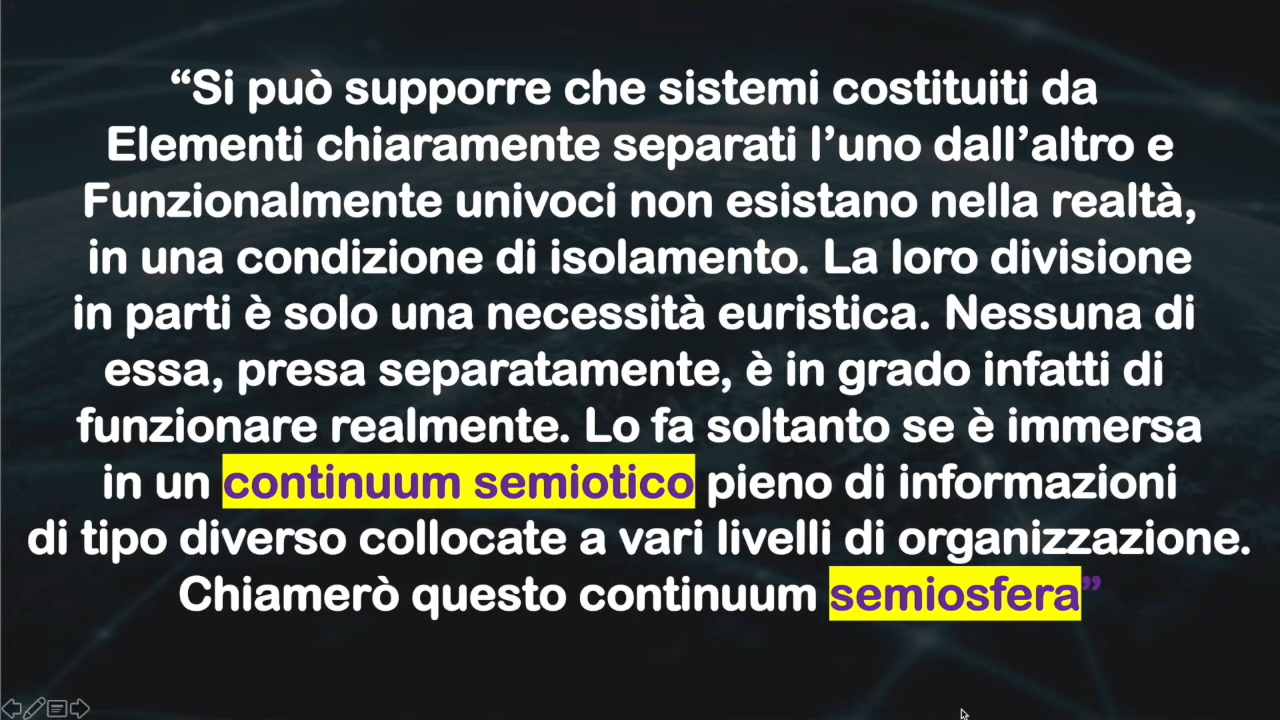 “Si può supporre che sistemi costituiti da
Elementi chiaramente separati l’uno dall’altro e
Funzionalmente univoci non esistano nella realtà,
in una condizione di isolamento. La loro divisione
in parti è solo una necessità euristica. Nessuna di
essa, presa separatamente, è in grado infatti di
funzionare realmente. Lo fa soltanto se è immersa
in un continuum semiotico pieno di informazioni
di tipo diverso collocate a vari livelli di organizzazione.
Chiamerò questo continuum semiosfera”